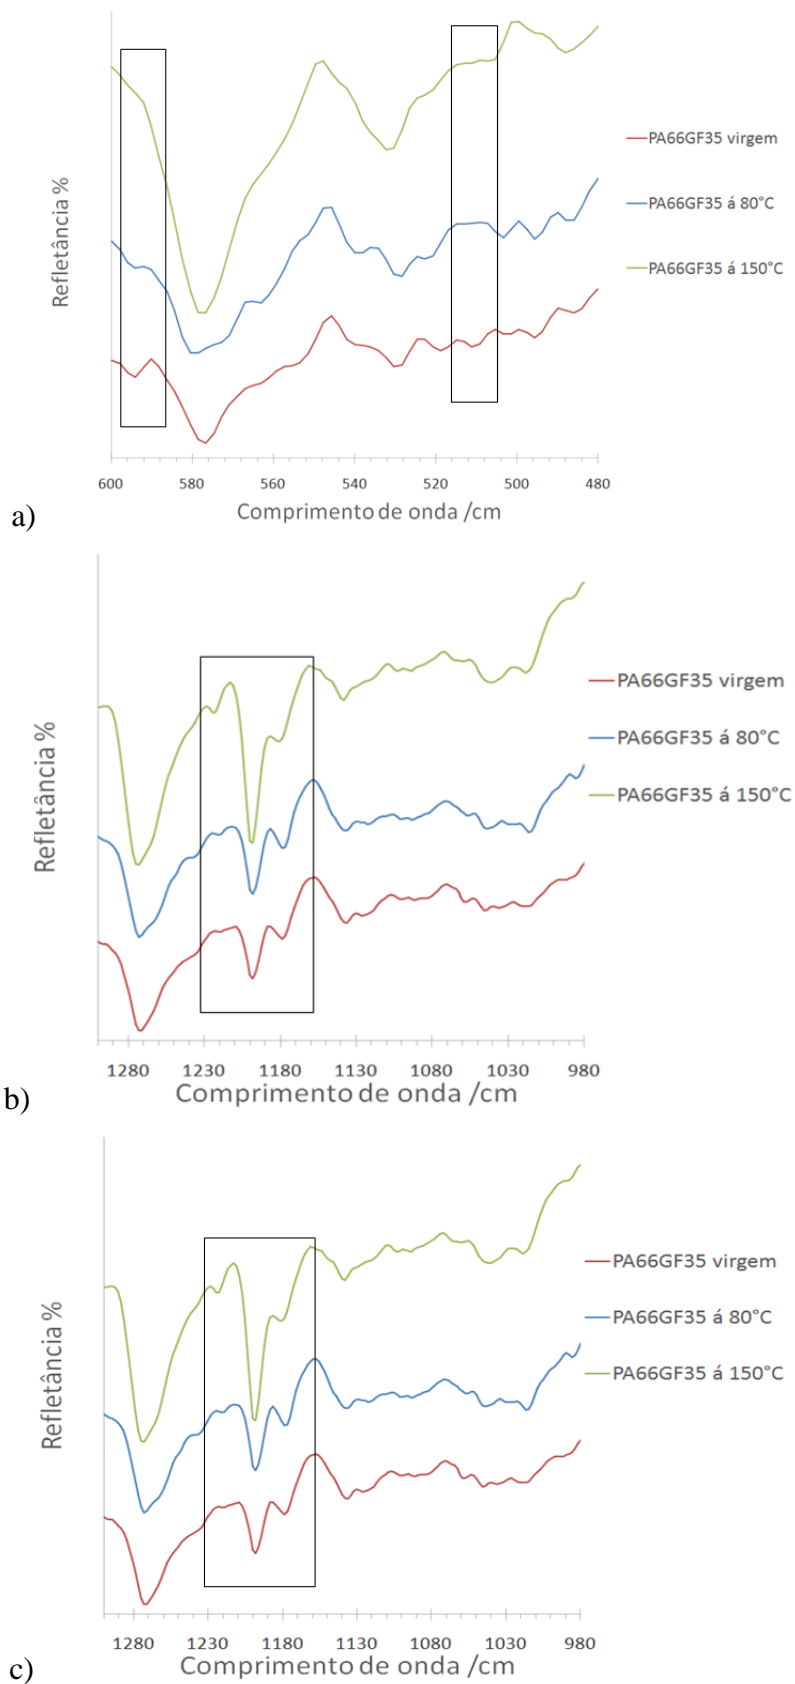 Refletância %
PA66GF35 virgem
PA66GF35 á 80°C
PA66GF35 á 150°C
600 580 560 540 520 500 480
Comprimento de onda /cm
a)
Refletância %
PA66GF35 virgem
PA66GF35 á 80°C
PA66GF35 á 150°C
1280 1230 1180 1130 1080 1030 980
Comprimento de onda /cm
b)
Refletância %
PA66GF35 virgem
PA66GF35 á 80°C
PA66GF35 á 150°C
1280 1230 1180 1130 1080 1030 980
Comprimento de onda /cm
c)